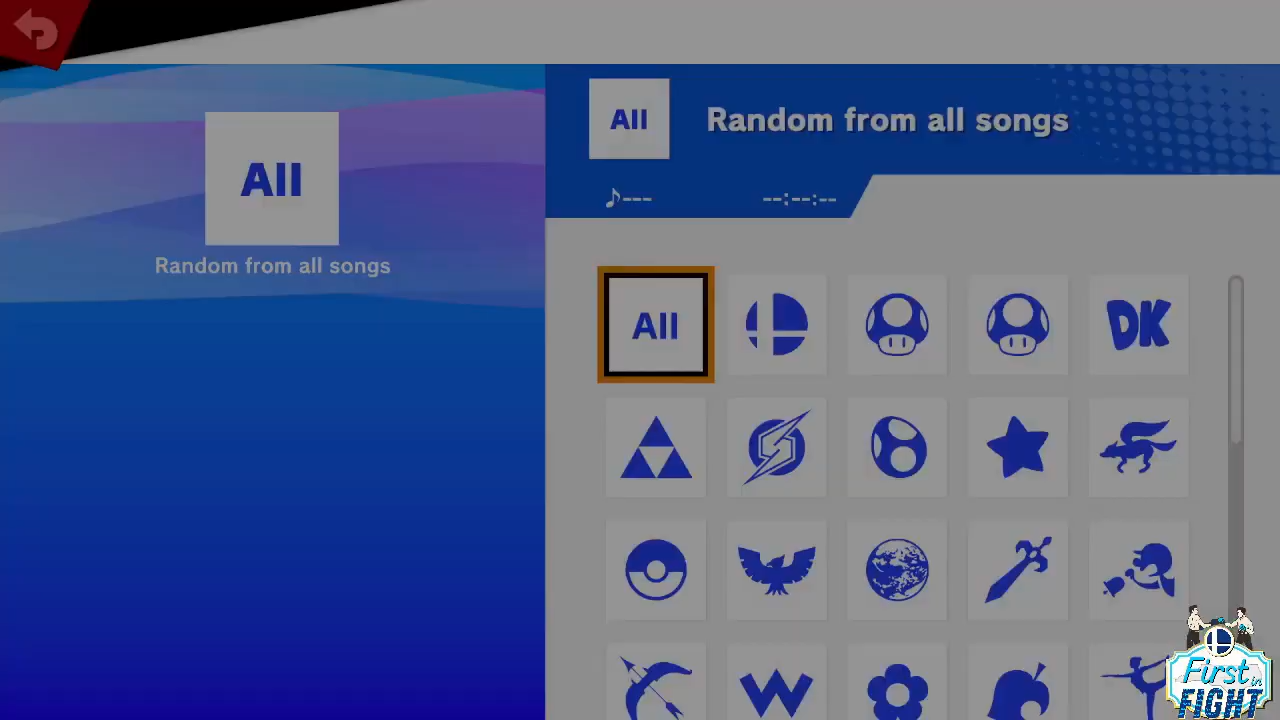 All
Random from all songs
All
Random from all songs
♪---
--:--:--
All
DK
First in
FIGHT